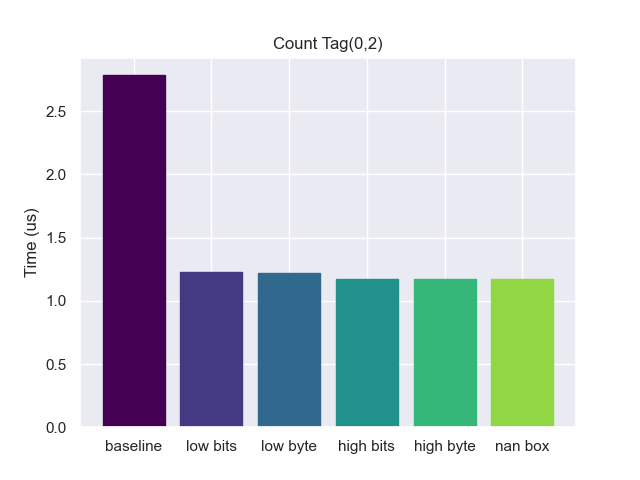 Count Tag(0,2)
Time (us)
2.5
2.0
1.5
1.0
0.5
0.0
baseline low bits low byte high bits high byte nan box